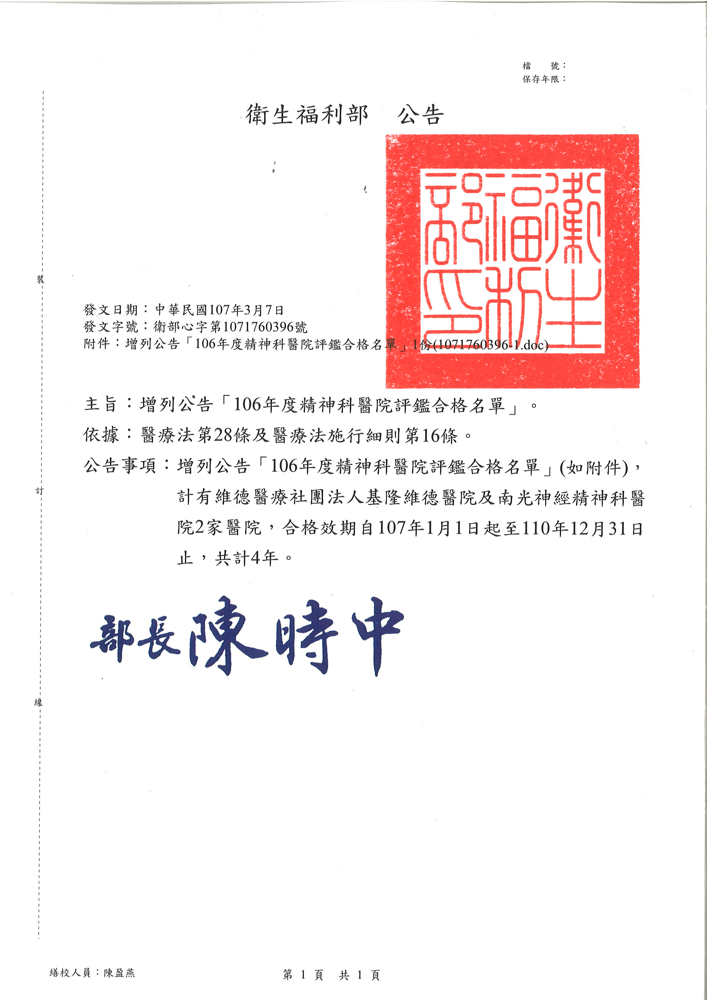 檔　　號：
保存年限：
衛生福利部　公告
衛生福利部印
發文日期：中華民國107年3月7日
發文字號：衛部心字第1071760396號
附件：增列公告「106年度精神科醫院評鑑合格名單」1份(1071760396-1.doc)
主旨：增列公告「106年度精神科醫院評鑑合格名單」。
依據：醫療法第28條及醫療法施行細則第16條。
公告事項：增列公告「106年度精神科醫院評鑑合格名單」(如附件)，
計有維德醫療社團法人基隆維德醫院及南光神經精神科醫
院2家醫院，合格效期自107年1月1日起至110年12月31日
止，共計4年。
部長陳時中
裝
訂
線
繕校人員：陳盈燕
第 1 頁　共 1 頁